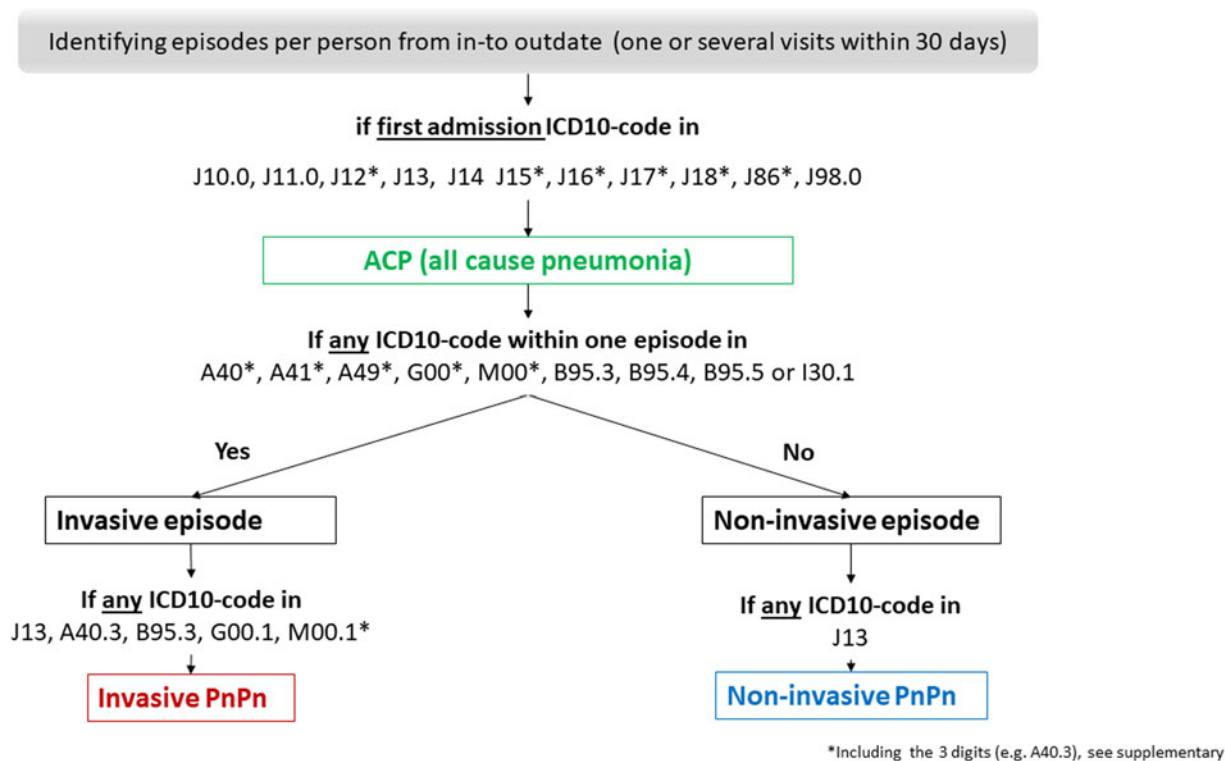 Identifying episodes per person from in-to outdate (one or several visits within 30 days)
if first admission ICD10-code in
J10.0, J11.0, J12*, J13, J14 J15*, J16*, J17*, J18*, J86*, J98.0
ACP (all cause pneumonia)
If any ICD10-code within one episode in
A40*, A41*, A49*, G00*, M00*, B95.3, B95.4, B95.5 or I30.1
Yes
No
Invasive episode
Non-invasive episode
If any ICD10-code in
J13, A40.3, B95.3, G00.1, M00.1*
If any ICD10-code in
J13
Invasive PnPn
Non-invasive PnPn
*Including the 3 digits (e.g. A40.3), see supplementary